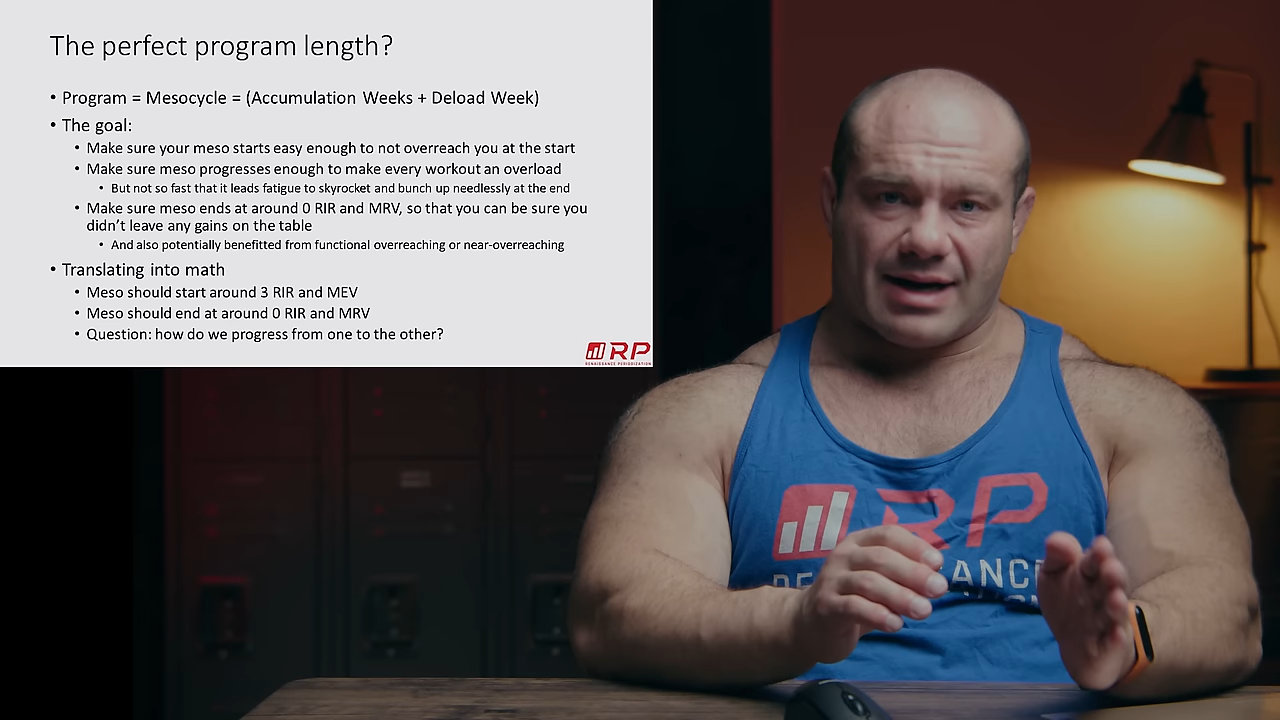 The perfect program length?
• Program = Mesocycle = (Accumulation Weeks + Deload Week)
• The goal:
• Make sure your meso starts easy enough to not overreach you at the start
• Make sure meso progresses enough to make every workout an overload
• But not so fast that it leads fatigue to skyrocket and bunch up needlessly at the end
• Make sure meso ends at around 0 RIR and MRV, so that you can be sure you
didn't leave any gains on the table
• And also potentially benefitted from functional overreaching or near-overreaching
• Translating into math
• Meso should start around 3 RIR and MEV
• Meso should end at around 0 RIR and MRV
• Question: how do we progress from one to the other?
RP
RENAISSANCE PERIODIZATION
RP